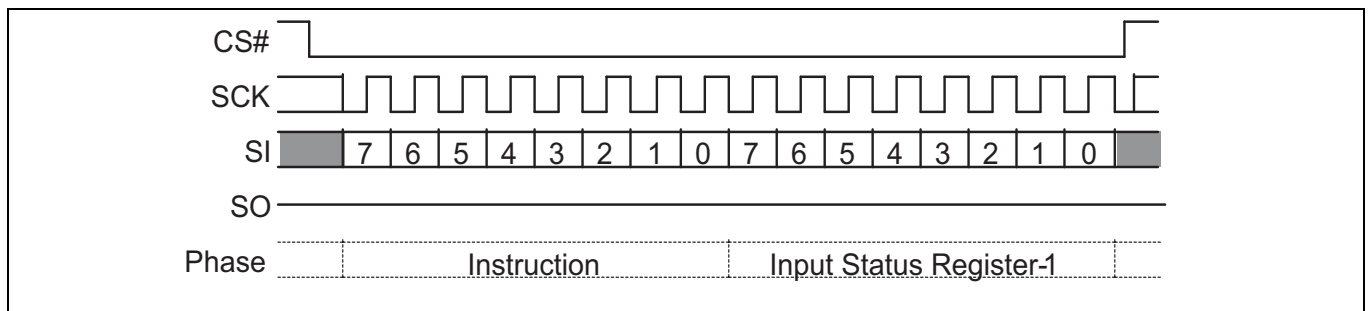 CS#
SCK
SI 7 6 5 4 3 2 1 0 7 6 5 4 3 2 1 0
SO
Phase Instruction Input Status Register-1